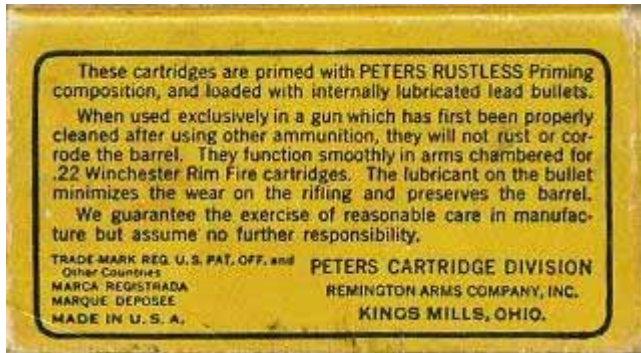 These cartridges are primed with PETERS RUSTLESS Priming
composition, and loaded with internally lubricated lead bullets.
When used exclusively in a gun which has first been properly
cleaned after using other ammunition, they will not rust or cor-
rode the barrel. They function smoothly in arms chambered for
.22 Winchester Rim Fire cartridges. The lubricant on the bullet
minimizes the wear on the rifling and preserves the barrel.
We guarantee the exercise of reasonable care in manufac-
ture but assume no further responsibility.
TRADE-MARK REG. U.S. PAT. OFF. and
Other Countries
MARCA REGISTRADA
MARQUE DEPOSEE
MADE IN U. S. A.
PETERS CARTRIDGE DIVISION
REMINGTON ARMS COMPANY, INC.
KINGS MILLS, OHIO.